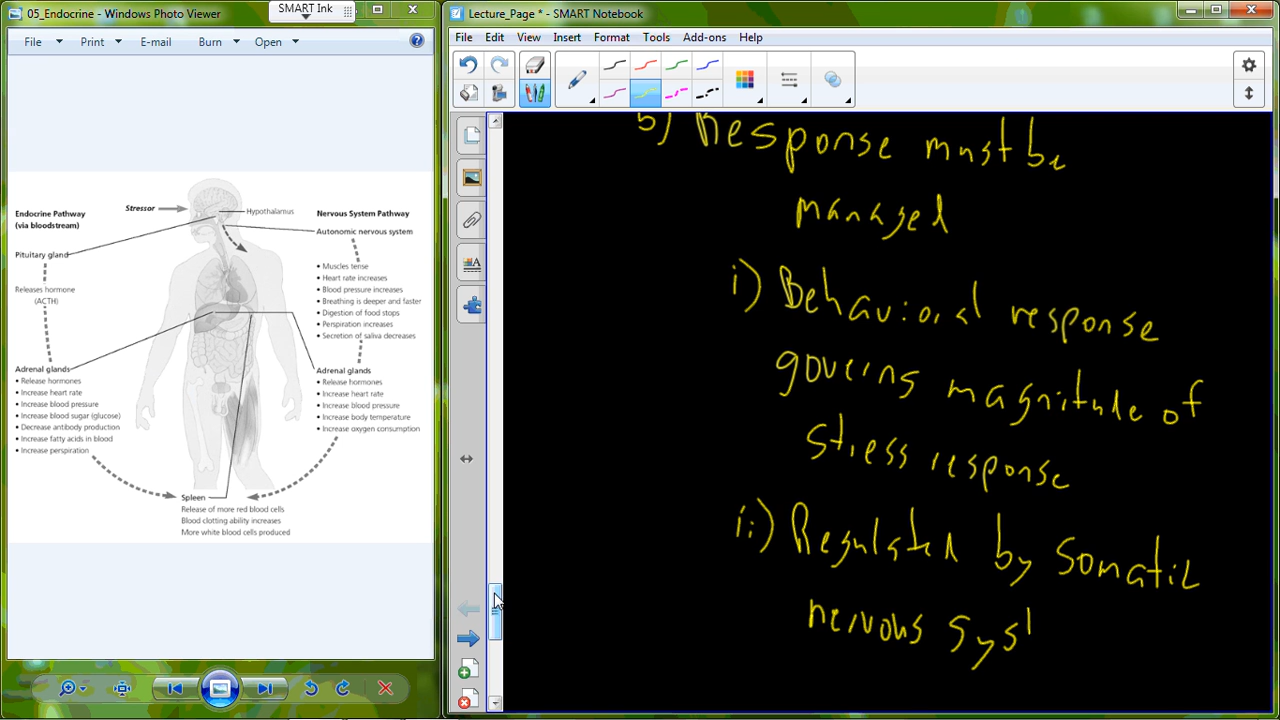 05_Endocrine - Windows Photo Viewer
SMART Ink
File Print E-mail Burn Open
Endocrine Pathway
(via bloodstream)
Stressor
Hypothalamus
Nervous System Pathway
Autonomic nervous system
Pituitary gland
Releases hormone
(ACTH)
• Muscles tense
• Heart rate increases
• Blood pressure increases
• Breathing is deeper and faster
• Digestion of food stops
• Perspiration increases
• Secretion of saliva decreases
Adrenal glands
• Release hormones
• Increase heart rate
• Increase blood pressure
• Increase blood sugar (glucose)
• Decrease antibody production
• Increase fatty acids in blood
• Increase perspiration
Adrenal glands
• Release hormones
• Increase heart rate
• Increase blood pressure
• Increase body temperature
• Increase oxygen consumption
Spleen
Release of more red blood cells
Blood clotting ability increases
More white blood cells produced
Lecture_Page * - SMART Notebook
File Edit View Insert Format Tools Add-ons Help
b) Response must be
managed
i) Behavioral response
governs magnitude of
stress response
ii) Regulated by somatic
nervous syst